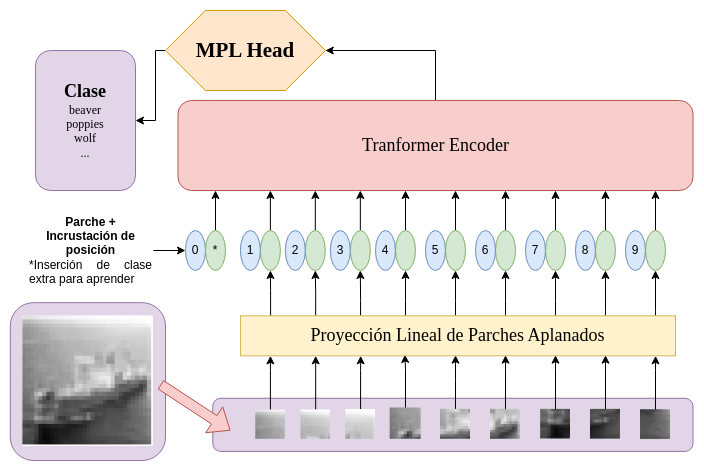 MPL Head
Clase
beaver
poppies
wolf
...
Tranformer Encoder
Parche +
Incrustación de
posición
*Inserción de clase
extra para aprender
0 * 1 2 3 4 5 6 7 8 9
Proyección Lineal de Parches Aplanados